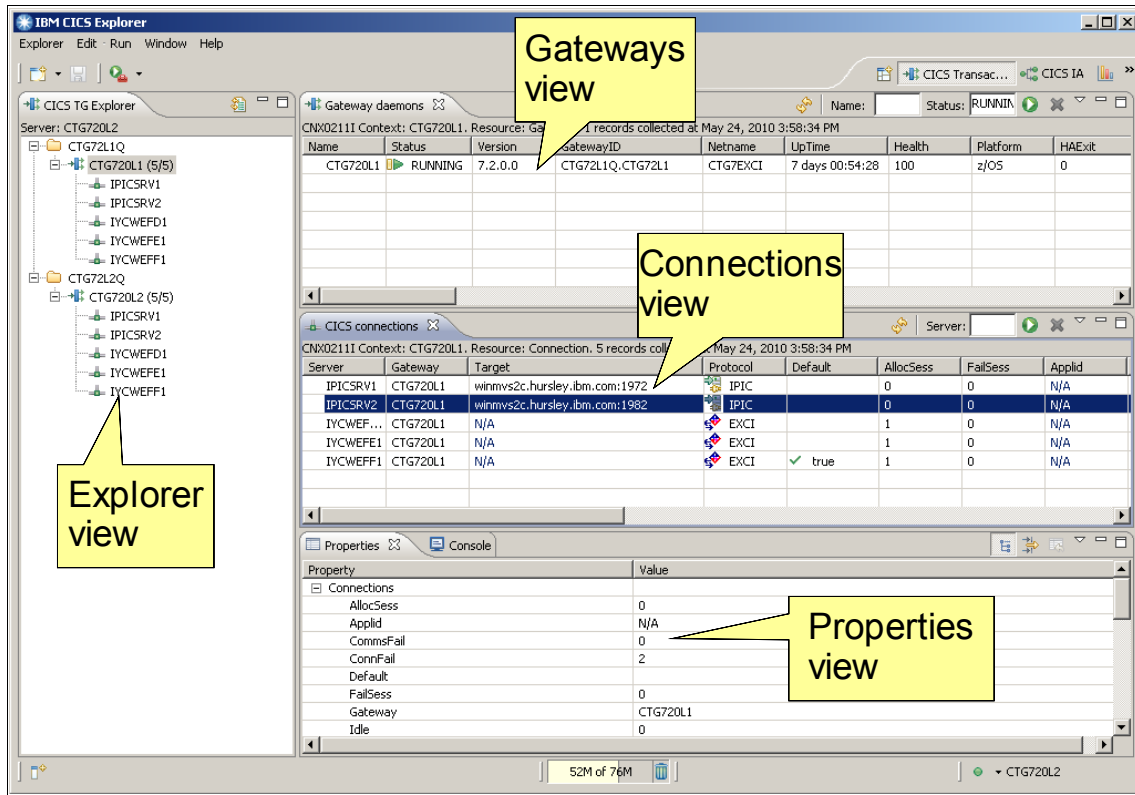 IBM CICS Explorer
Explorer Edit Run Window Help
Gateways
view
CICS Transac... CICS IA »
CICS TG Explorer
Server: CTG720L2
CTG72L1Q
CTG720L1 (5/5)
IPICSRV1
IPICSRV2
IYCWEFD1
IYCWEFE1
IYCWEFF1
CTG72L2Q
CTG720L2 (5/5)
IPICSRV1
IPICSRV2
IYCWEFD1
IYCWEFE1
IYCWEFF1
Explorer
view
Gateway daemons Name: Status: RUNNIN
CNX0211I Context: CTG720L1. Resource: Ga 1 records collected at May 24, 2010 3:58:34 PM
Name Status Version GatewayID Netname UpTime Health Platform HAExit
CTG720L1 RUNNING 7.2.0.0 CTG72L1Q.CTG72L1 CTG7EXCI 7 days 00:54:28 100 z/OS 0
Connections
view
CICS connections Server:
CNX0211I Context: CTG720L1. Resource: Connection. 5 records coll t May 24, 2010 3:58:34 PM
Server Gateway Target Protocol Default AllocSess FailSess Applid
IPICSRV1 CTG720L1 winmvs2c.hursley.ibm.com:1972 IPIC 0 0 N/A
IPICSRV2 CTG720L1 winmvs2c.hursley.ibm.com:1982 IPIC 0 0 N/A
IYCWEF... CTG720L1 N/A EXCI 1 0 N/A
IYCWEFE1 CTG720L1 N/A EXCI 1 0 N/A
IYCWEFF1 CTG720L1 N/A EXCI true 1 0 N/A
Properties Console
Property Value
Connections
AllocSess 0
Applid N/A
CommsFail 0
ConnFail 2
Default
FailSess 0
Gateway CTG720L1
Idle 0
Properties
view
52M of 76M
CTG720L2